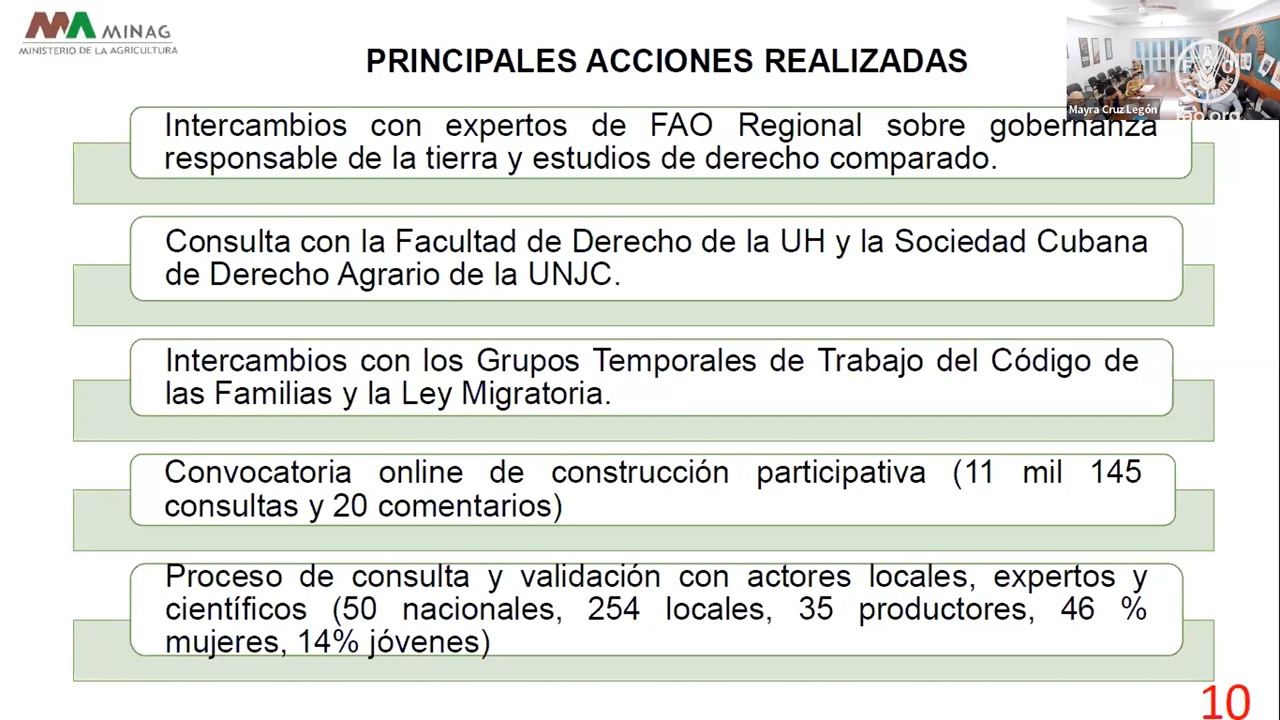 MINAG
MINISTERIO DE LA AGRICULTURA
PRINCIPALES ACCIONES REALIZADAS
Mayra Cruz Legón
FAO
fao.org
Intercambios con expertos de FAO Regional sobre gobernanza
responsable de la tierra y estudios de derecho comparado.
Consulta con la Facultad de Derecho de la UH y la Sociedad Cubana
de Derecho Agrario de la UNJC.
Intercambios con los Grupos Temporales de Trabajo del Código de
las Familias y la Ley Migratoria.
Convocatoria online de construcción participativa (11 mil 145
consultas y 20 comentarios)
Proceso de consulta y validación con actores locales, expertos y
científicos (50 nacionales, 254 locales, 35 productores, 46 %
mujeres, 14% jóvenes)
10